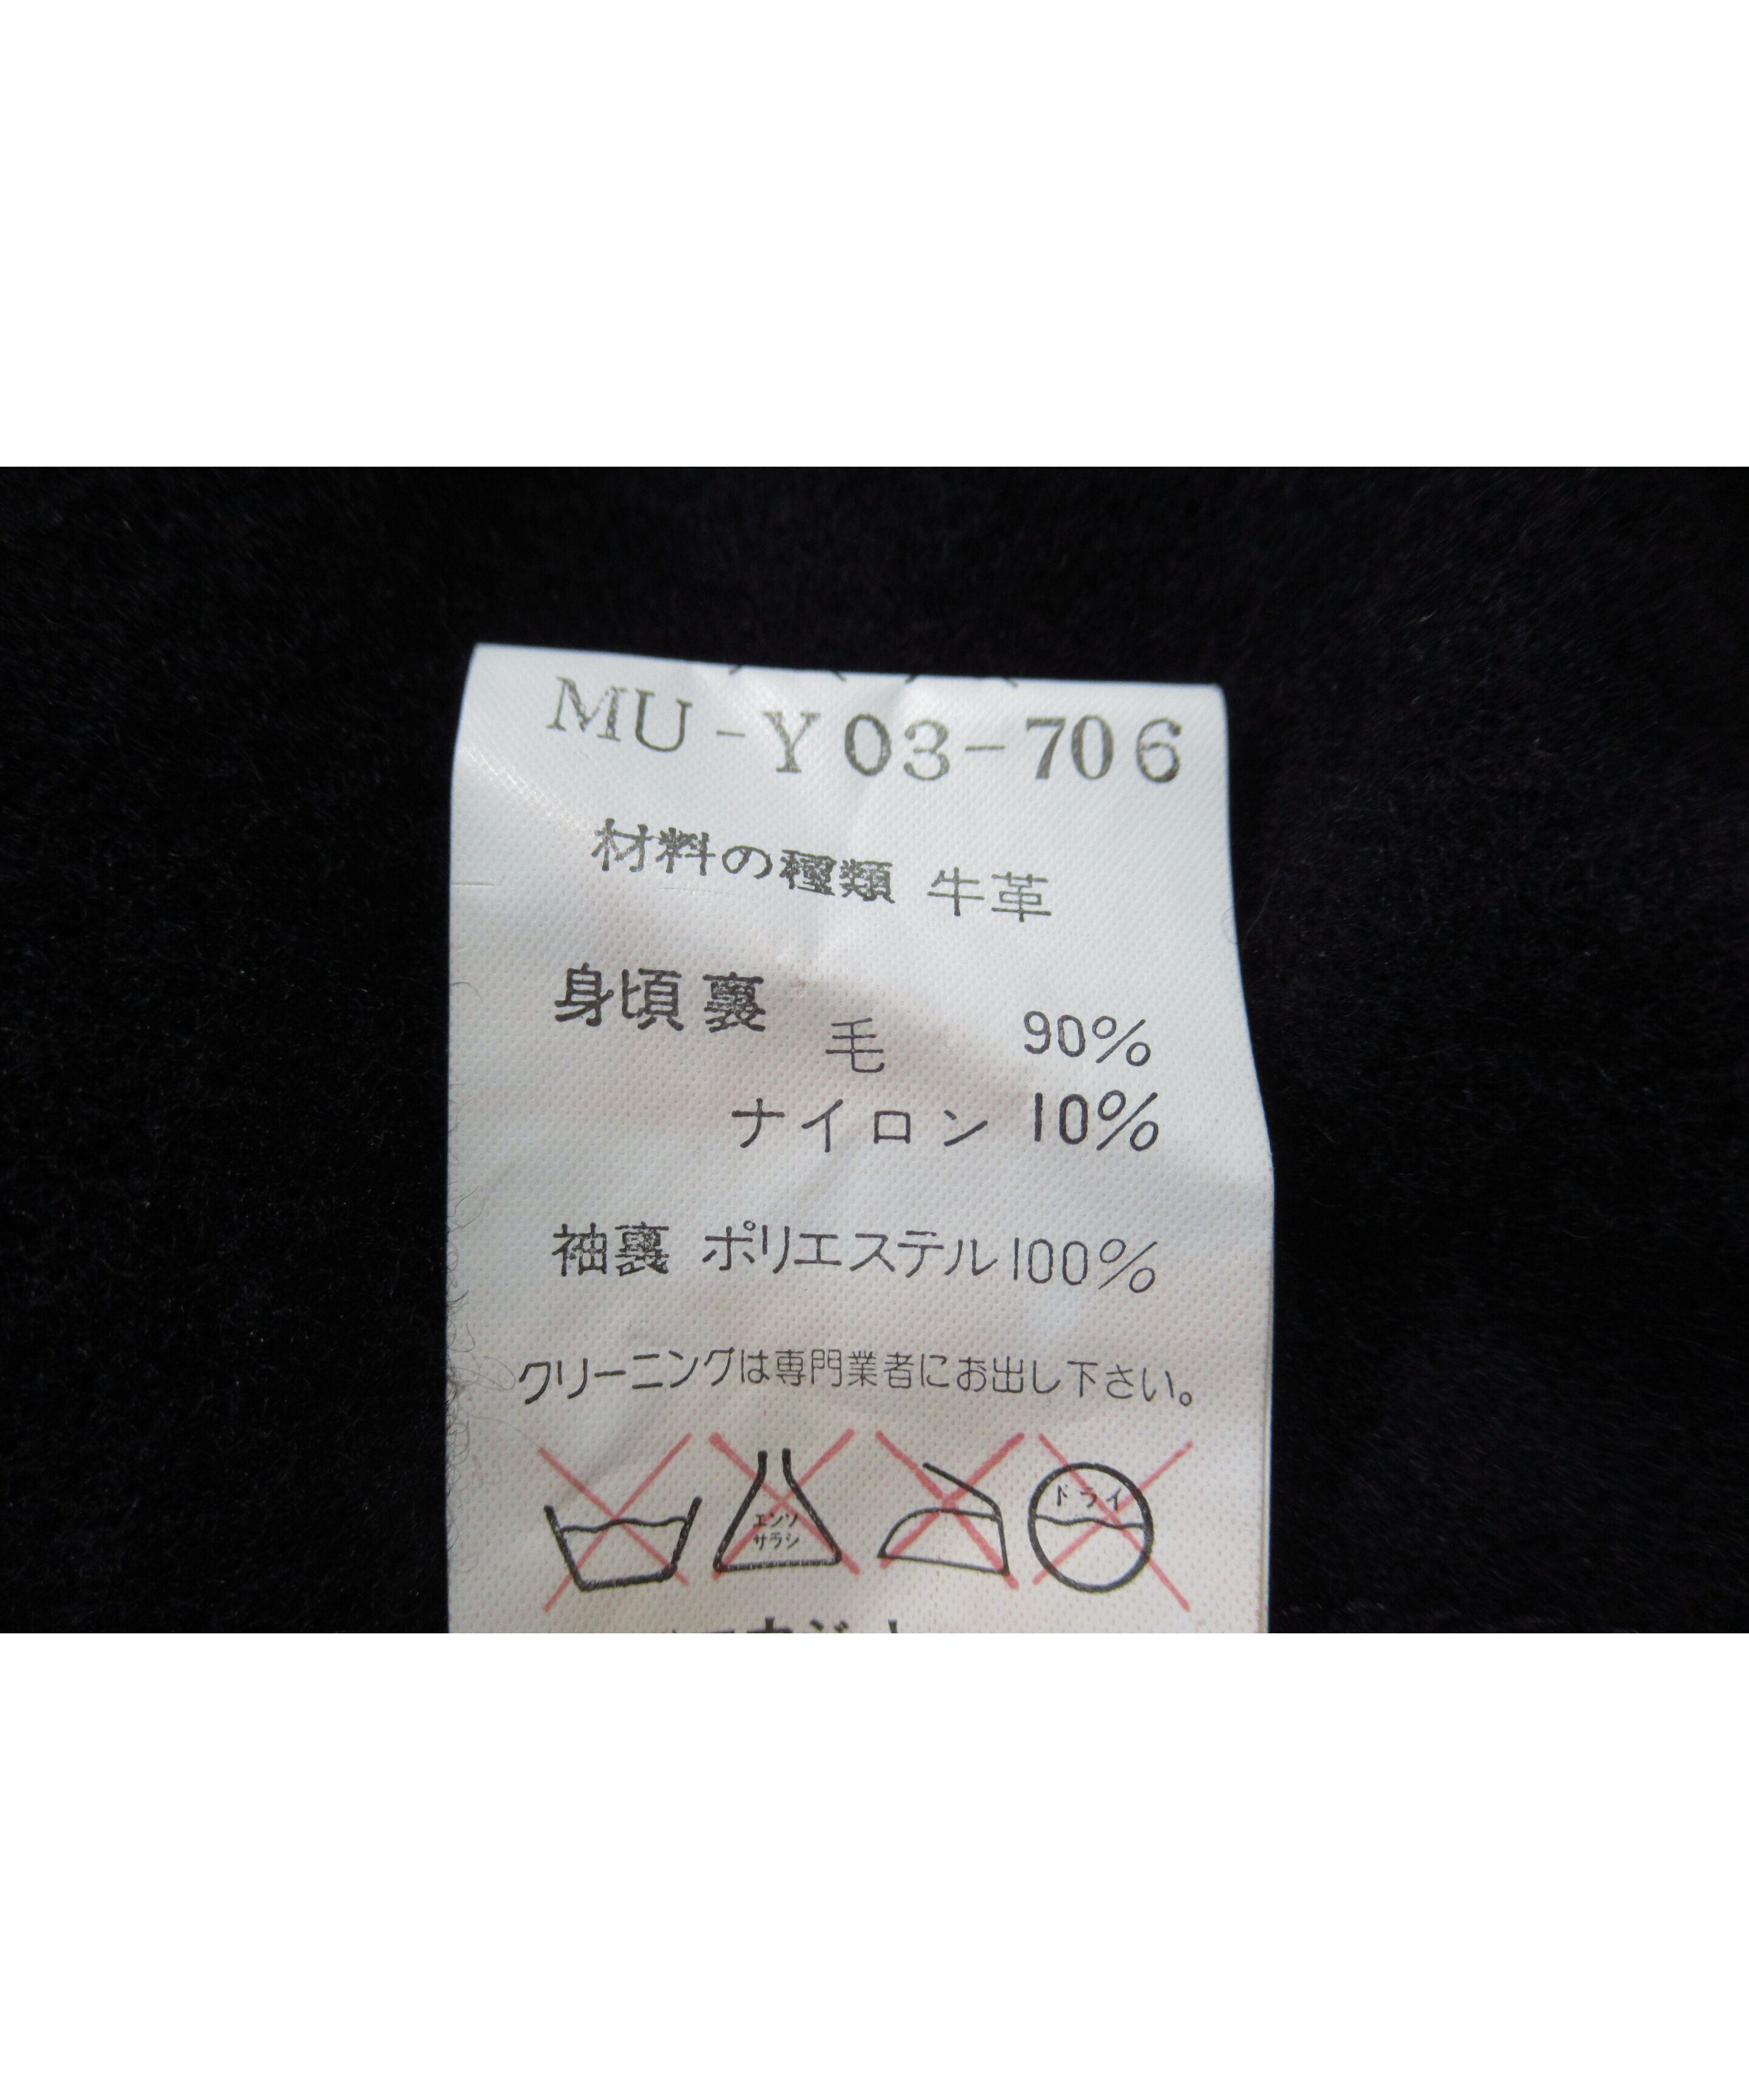 MU-Y03-706
材料の種類 牛革
身頃裏
毛 90%
ナイロン 10%
袖裏 ポリエステル100%
クリーニングは専門業者にお出し下さい。
エンソ
サラシ
ドライ